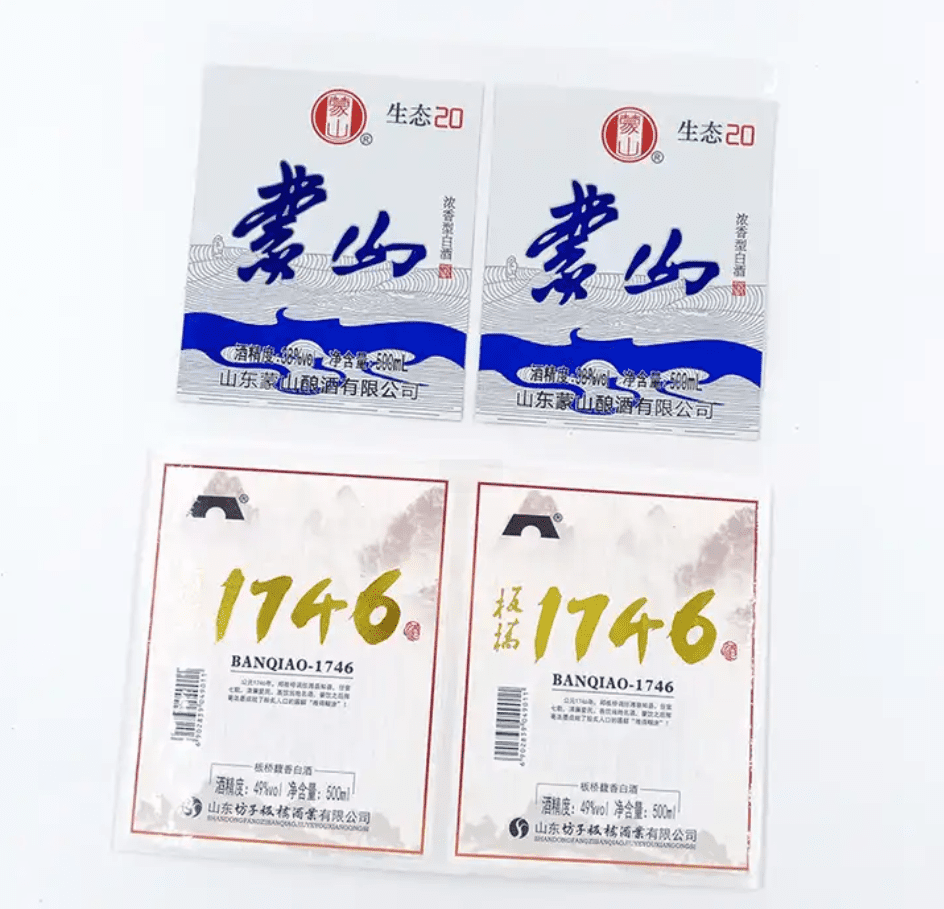 蒙山
®
生态20
蒙山
浓香型白酒
酒精度:38%vol 净含量:500mL
山东蒙山酿酒有限公司
蒙山
®
生态20
蒙山
浓香型白酒
酒精度:38%vol 净含量:500mL
山东蒙山酿酒有限公司
®
1746
BANQIAO-1746
6902839049011
板桥馥香白酒
酒精度: 49%vol 净含量: 500ml
山东坊子板桥酒业有限公司
SHANDONGFANGZIBANQIAOJIUYEYOUXIANGONGSI
®
板桥
1746
BANQIAO-1746
6902839049011
板桥馥香白酒
酒精度: 49%vol 净含量: 500ml
山东坊子板桥酒业有限公司
SHANDONGFANGZIBANQIAOJIUYEYOUXIANGONGSI